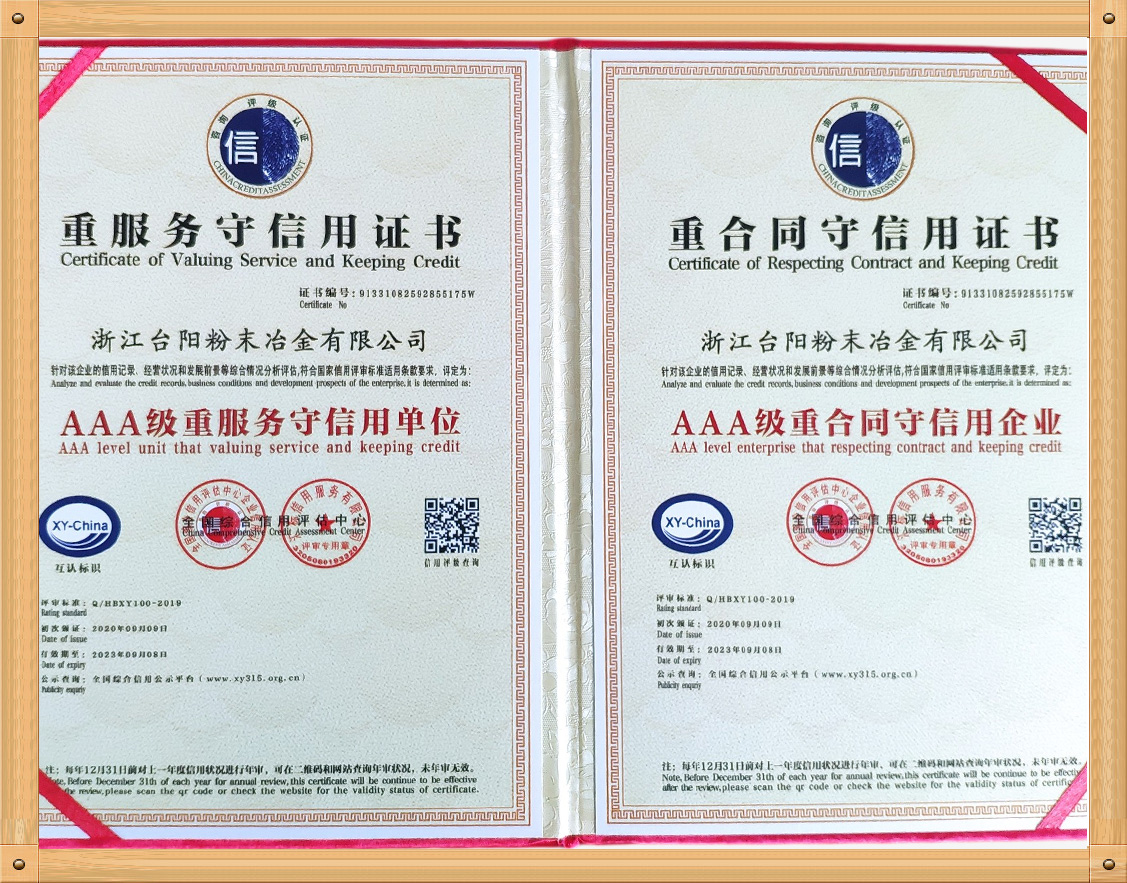 咨询 评级 认证
信
CHINACREDITASSESSMENT
重服务守信用证书
Certificate of Valuing Service and Keeping Credit
证书编号: 91331082592855175W
Certificate No
浙江台阳粉末冶金有限公司
针对该企业的信用记录、经营状况和发展前景等综合情况分析评估,符合国家信用评审标准适用条款要求, 评定为:
Analyze and evaluate the credit records, business conditions and development prospects of the enterprise, it is determined as:
AAA级重服务守信用单位
AAA level unit that valuing service and keeping credit
XY-China
互认标识
全国综合信用评估中心
China Comprehensive Credit Assessment Center
评审专用章
信用评级查询
评审标准: Q/HBXY100-2019
Rating standard
初次颁证: 2020年09月09日
Date of issue
有效期至: 2023年09月08日
Date of expiry
公示查询: 全国综合信用公示平台 ( www.xy315.org.cn )
Publicity enquriy
注: 每年12月31日前对上一年度信用状况进行年审, 可在二维码和网站查询年审状况, 未年审无效。
Note, Before December 31th of each year for annual review, this certificate will be continue to be effective
the review, please scan the qr code or check the website for the validity status of certificate.
咨询 评级 认证
信
CHINACREDITASSESSMENT
重合同守信用证书
Certificate of Respecting Contract and Keeping Credit
证书编号: 91331082592855175W
Certificate No
浙江台阳粉末冶金有限公司
针对该企业的信用记录、经营状况和发展前景等综合情况分析评估,符合国家信用评审标准适用条款要求, 评定为:
Analyze and evaluate the credit records, business conditions and development prospects of the enterprise, it is determined as:
AAA级重合同守信用企业
AAA level enterprise that respecting contract and keeping credit
XY-China
互认标识
全国综合信用评估中心
China Comprehensive Credit Assessment Center
评审专用章
信用评级查询
评审标准: Q/HBXY100-2019
Rating standard
初次颁证: 2020年09月09日
Date of issue
有效期至: 2023年09月08日
Date of expiry
公示查询: 全国综合信用公示平台 ( www.xy315.org.cn )
Publicity enquriy
注: 每年12月31日前对上一年度信用状况进行年审, 可在二维码和网站查询年审状况, 未年审无效。
Note, Before December 31th of each year for annual review, this certificate will be continue to be
after the review, please scan the qr code or check the website for the validity status of